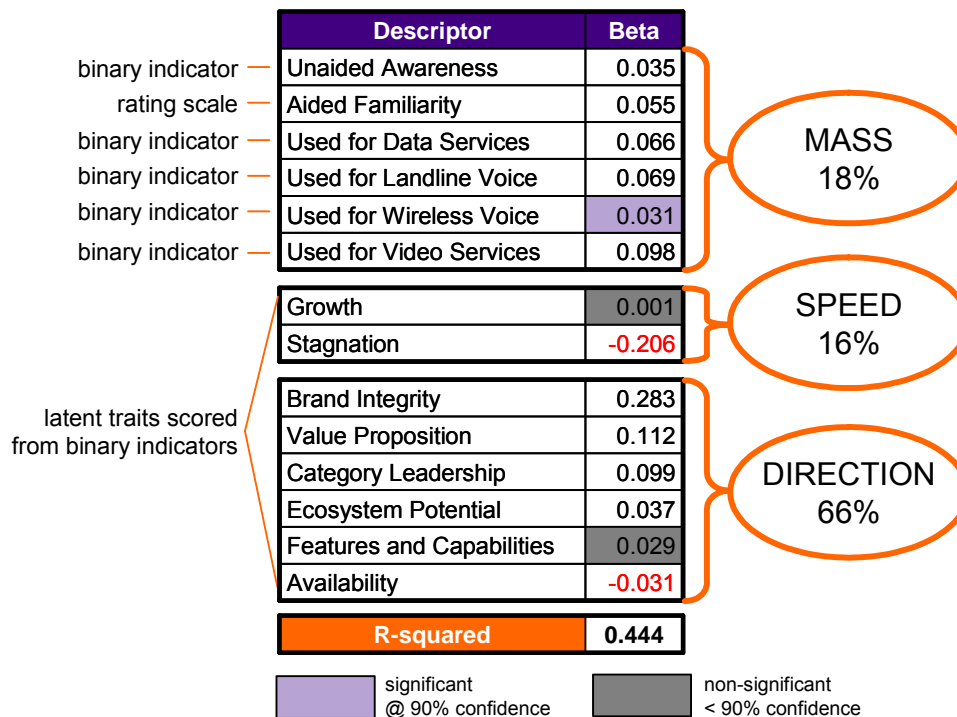 Descriptor Beta
binary indicator Unaided Awareness 0.035
rating scale Aided Familiarity 0.055
binary indicator Used for Data Services 0.066
binary indicator Used for Landline Voice 0.069
binary indicator Used for Wireless Voice 0.031
binary indicator Used for Video Services 0.098
MASS
18%
Growth 0.001
Stagnation -0.206
SPEED
16%
latent traits scored
from binary indicators
Brand Integrity 0.283
Value Proposition 0.112
Category Leadership 0.099
Ecosystem Potential 0.037
Features and Capabilities 0.029
Availability -0.031
DIRECTION
66%
R-squared 0.444
significant
@ 90% confidence
non-significant
< 90% confidence